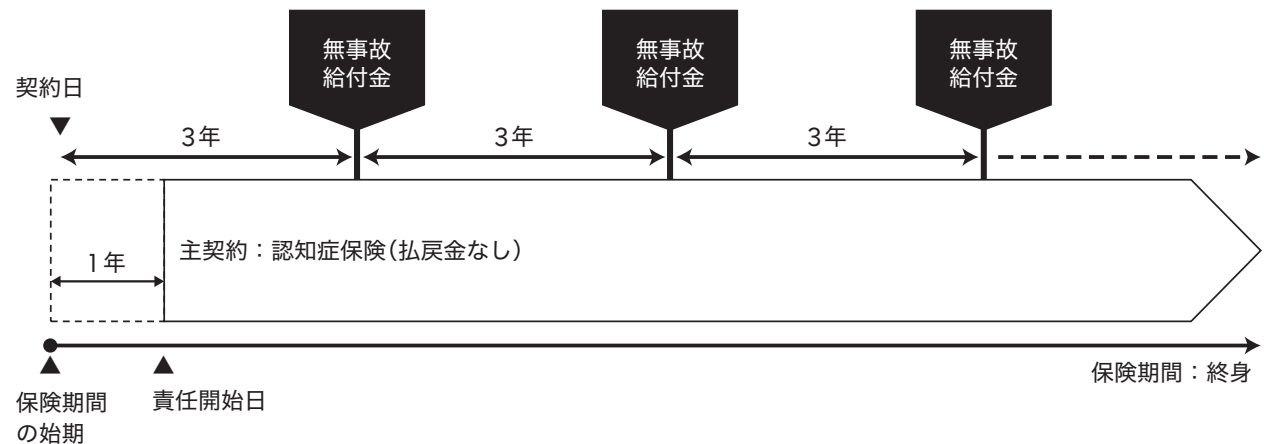 無事故
給付金
無事故
給付金
無事故
給付金
契約日
3年
3年
3年
1年
主契約：認知症保険（払戻金なし）
保険期間：終身
保険期間
の始期
責任開始日